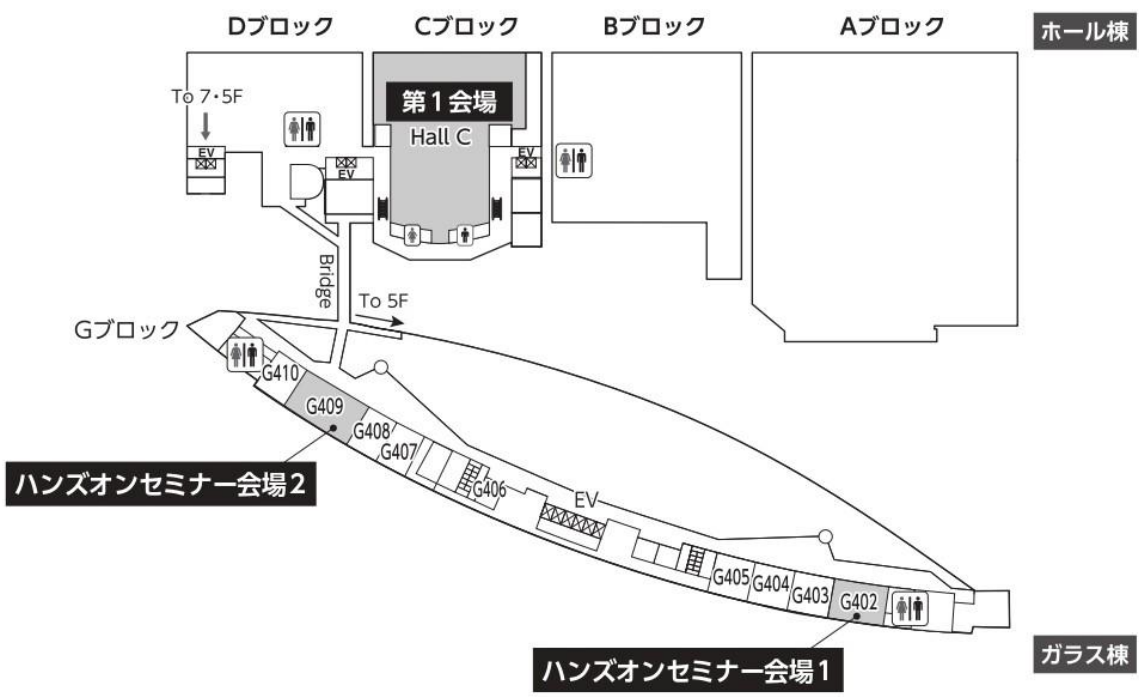 Dブロック
Cブロック
Bブロック
Aブロック
ホール棟
To 7・5F
第1会場
Hall C
EV
EV
EV
Bridge
To 5F
Gブロック
G410
G409
G408
G407
G406
EV
ハンズオンセミナー会場2
G405
G404
G403
G402
ハンズオンセミナー会場1
ガラス棟